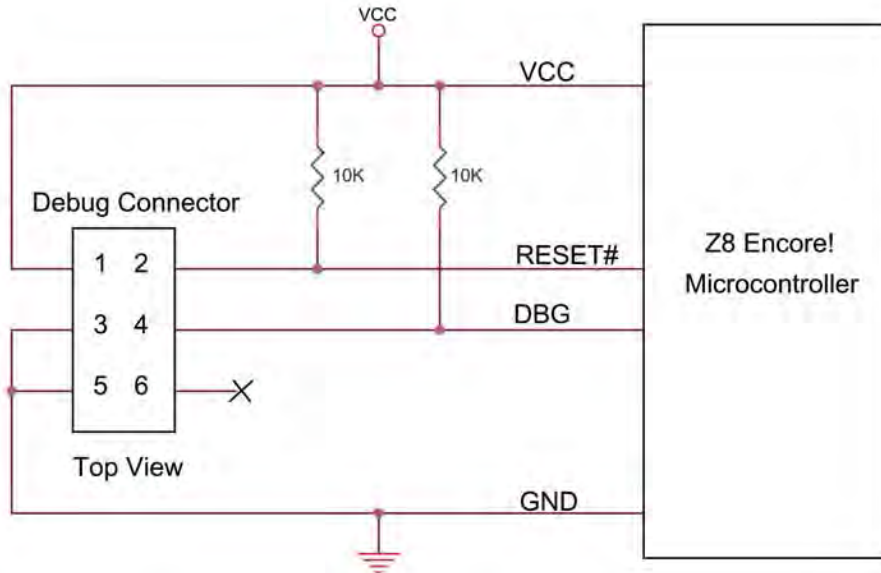 VCC
VCC
10K
10K
Debug Connector
1 2
RESET#
Z8 Encore!
Microcontroller
3 4
DBG
5 6
Top View
GND